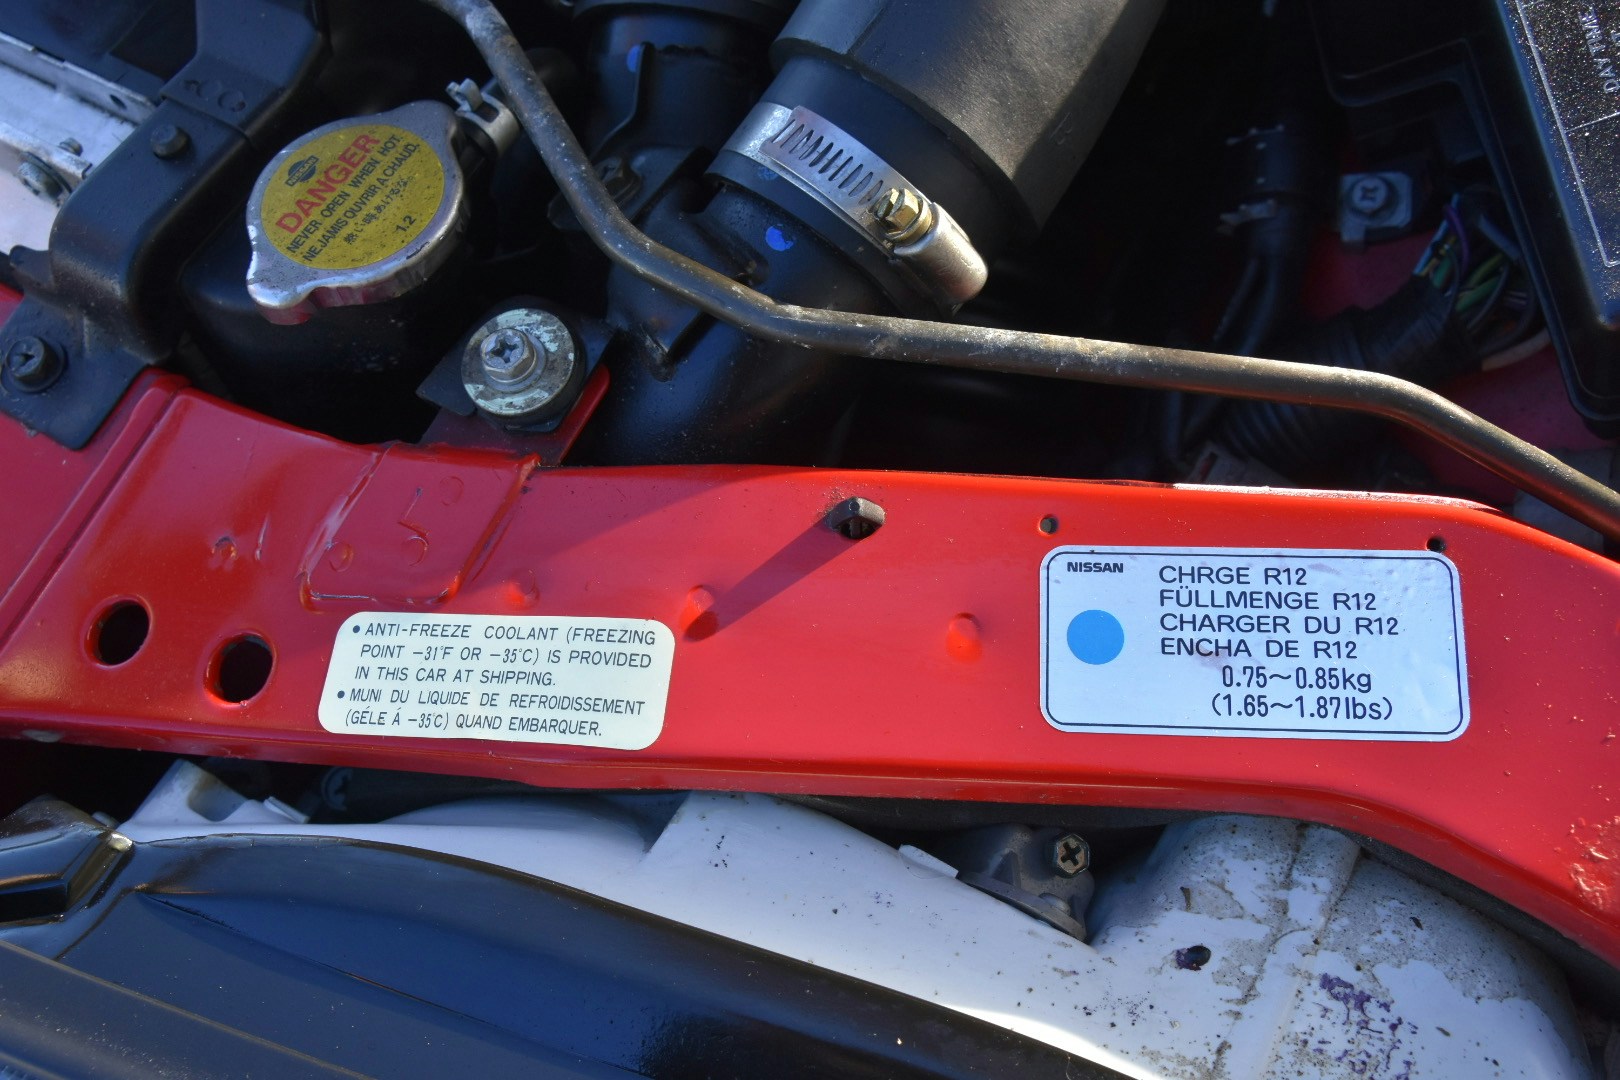 DANGER
NEVER OPEN WHEN HOT.
NEJAMIS OUVRIR A CHAUD.
1.2
• ANTI-FREEZE COOLANT (FREEZING
POINT −31°F OR −35°C) IS PROVIDED
IN THIS CAR AT SHIPPING.
• MUNI DU LIQUIDE DE REFROIDISSEMENT
(GÉLE Á −35°C) QUAND EMBARQUER.
NISSAN
CHRGE R12
FÜLLMENGE R12
CHARGER DU R12
ENCHA DE R12
0.75～0.85kg
(1.65～1.87lbs)